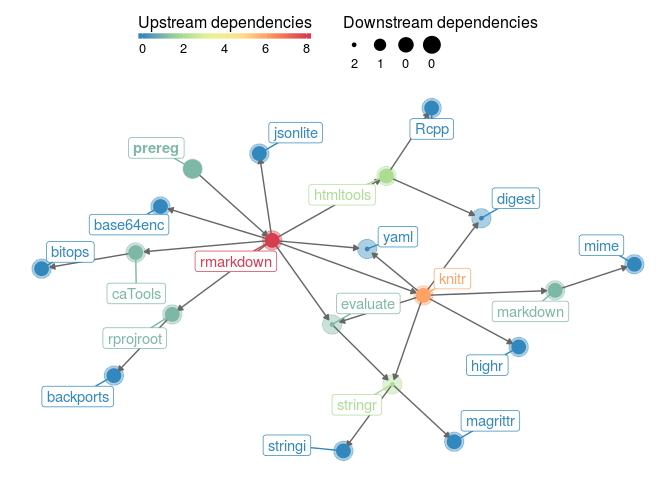 Upstream dependencies
0 2 4 6 8
Downstream dependencies
2 1 0 0
Rcpp
jsonlite
prereg
htmltools
digest
base64enc
yaml
mime
bitops
rmarkdown
knitr
caTools
evaluate
markdown
rprojroot
highr
backports
stringr
magrittr
stringi